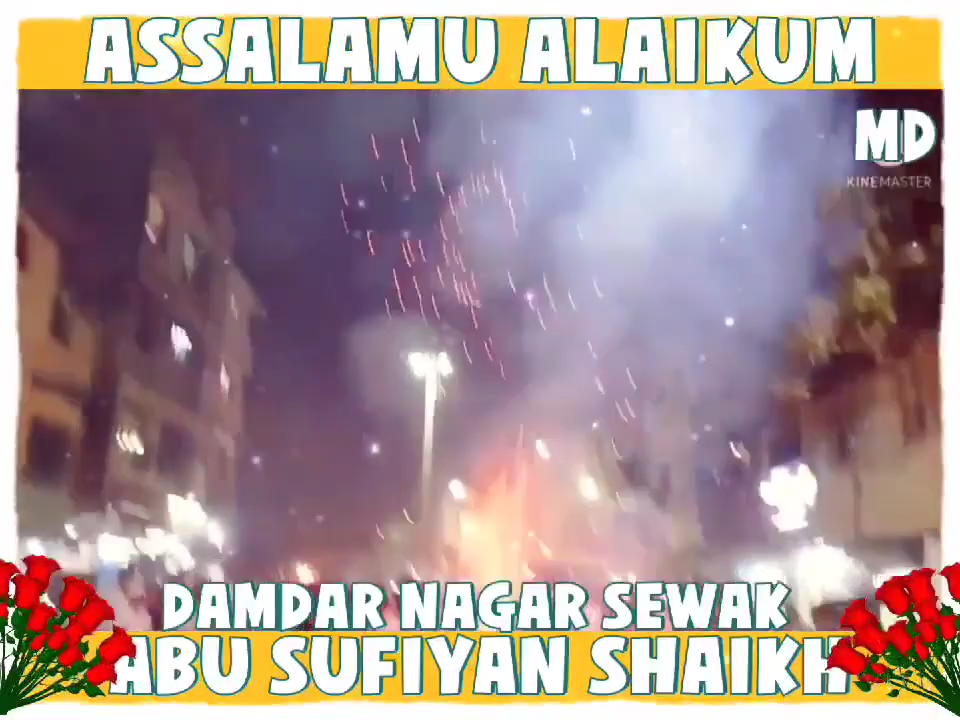 ASSALAMU ALAIKUM
MD
KINEMASTER
DAMDAR NAGAR SEWAK
ABU SUFIYAN SHAIKH